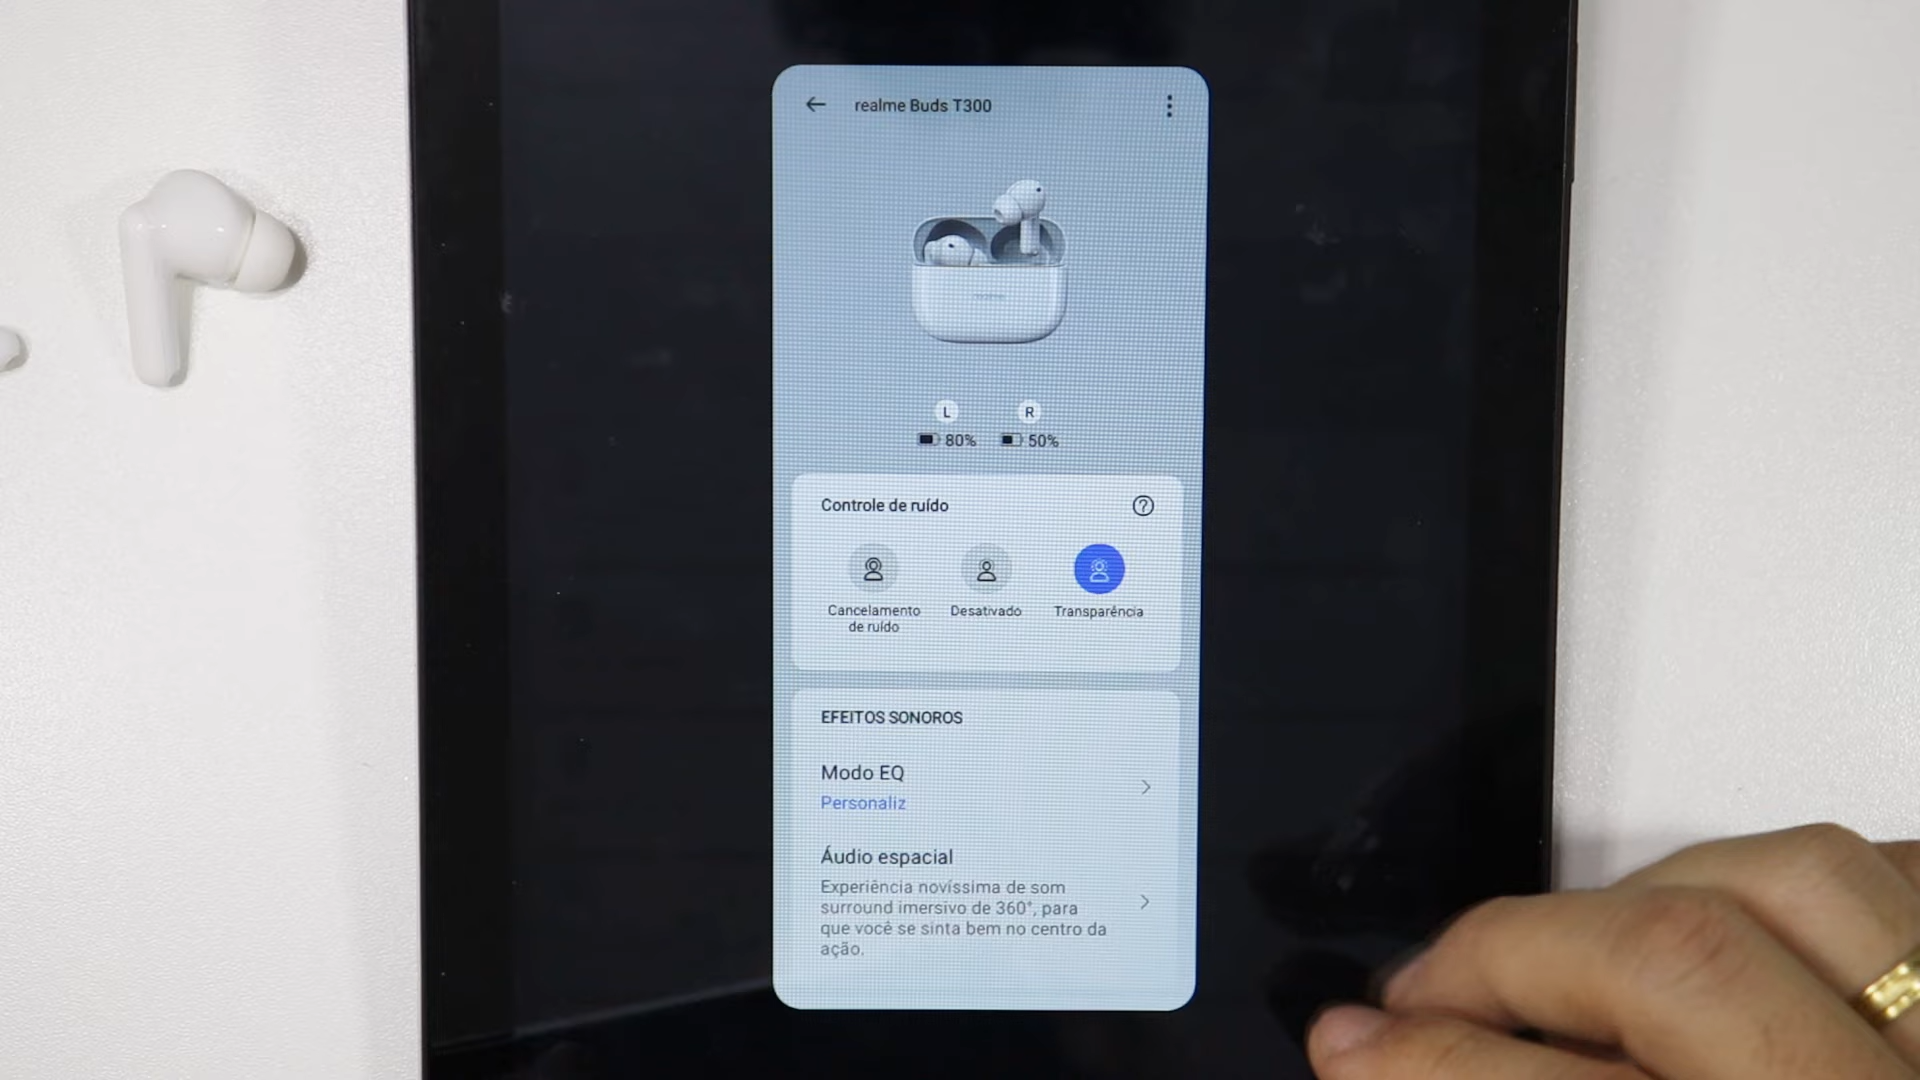 realme Buds T300
realme
L R
80% 50%
Controle de ruído
Cancelamento de ruído
Desativado
Transparência
EFEITOS SONOROS
Modo EQ
Personaliz
Áudio espacial
Experiência novíssima de som
surround imersivo de 360°, para
que você se sinta bem no centro da
ação.